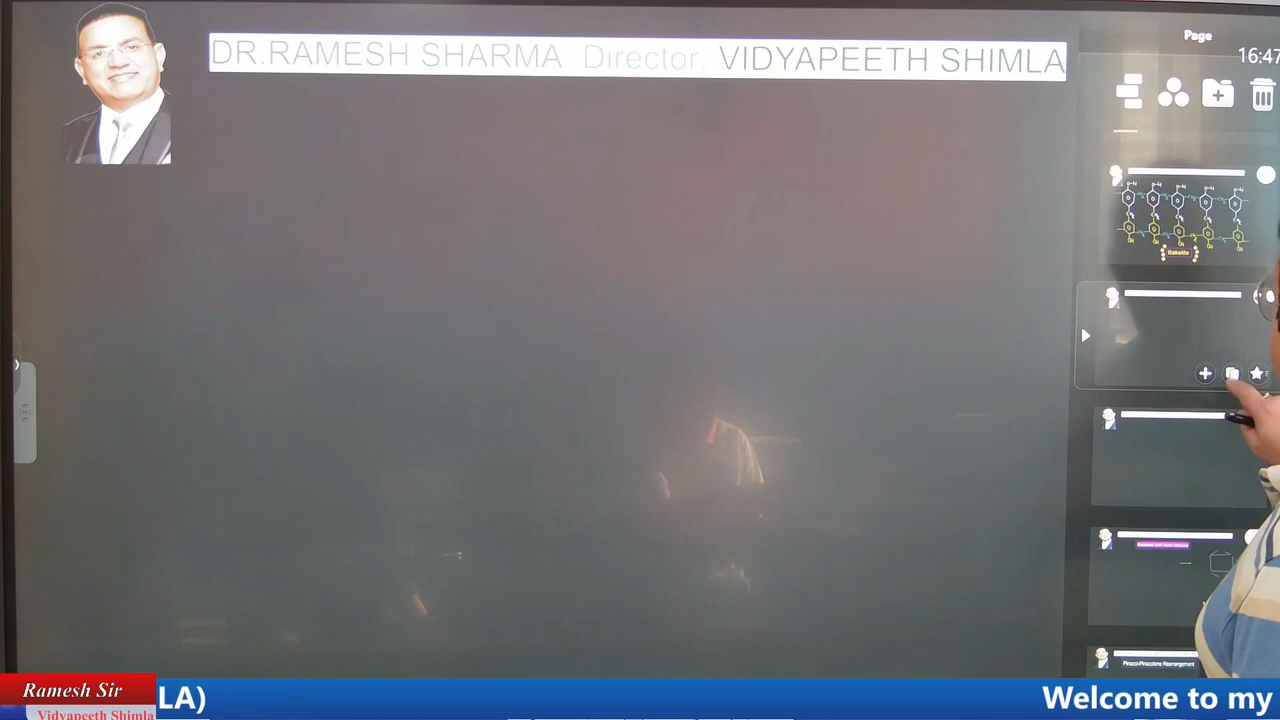 DR.RAMESH SHARMA Director. VIDYAPEETH SHIMLA
Page
16:47
Bakelite
Pinacol-Pinacolone Rearrangement
Ramesh Sir
Vidyapeeth Shimla
LA)
Welcome to my